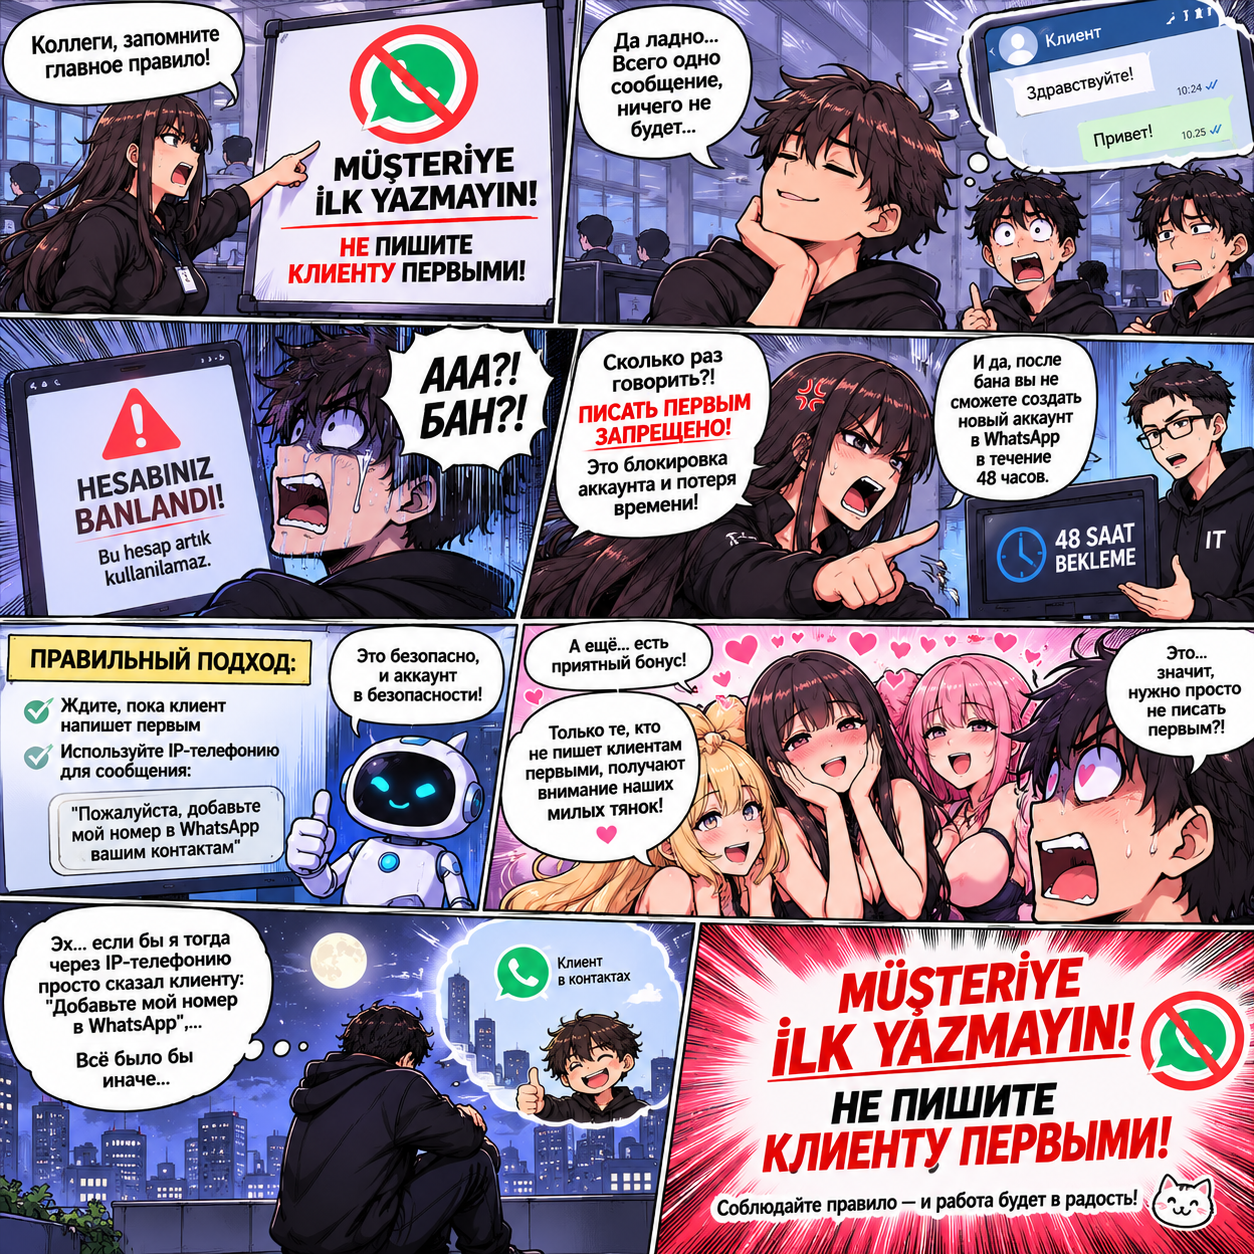 Коллеги, запомните
главное правило!
MÜŞTERİYE
İLK YAZMAYIN!
НЕ ПИШИТЕ
КЛИЕНТУ ПЕРВЫМИ!
Да ладно...
Всего одно
сообщение,
ничего не
будет...
Клиент
Здравствуйте!
10:24
Привет!
10.25
HESABINIZ
BANLANDI!
Bu hesap artık
kullanilamaz.
ААА?!
БАН?!
Сколько раз
говорить?!
ПИСАТЬ ПЕРВЫМ
ЗАПРЕЩЕНО!
Это блокировка
аккаунта и потеря
времени!
И да, после
бана вы не
сможете создать
новый аккаунт
в WhatsApp
в течение
48 часов.
48 SAAT
BEKLEME
IT
ПРАВИЛЬНЫЙ ПОДХОД:
Ждите, пока клиент
напишет первым
Используйте IP-телефонию
для сообщения:
"Пожалуйста, добавьте
мой номер в WhatsApp
вашим контактам"
Это безопасно,
и аккаунт
в безопасности!
А ещё... есть
приятный бонус!
Только те, кто
не пишет клиентам
первыми, получают
внимание наших
милых тянок!
Это...
значит,
нужно просто
не писать
первым?!
Эх... если бы я тогда
через IP-телефонию
просто сказал клиенту:
"Добавьте мой номер
в WhatsApp",...
Всё было бы
иначе...
Клиент
в контактах
MÜŞTERİYE
İLK YAZMAYIN!
НЕ ПИШИТЕ
КЛИЕНТУ ПЕРВЫМИ!
Соблюдайте правило — и работа будет в радость!